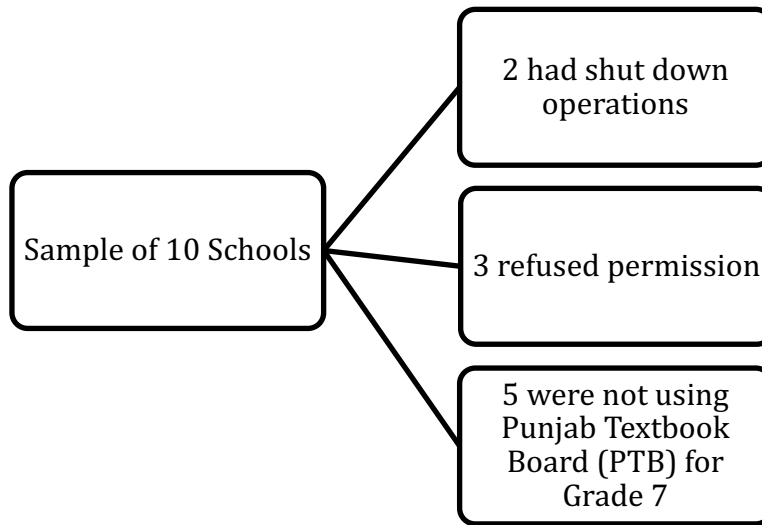 Sample of 10 Schools
2 had shut down
operations
3 refused permission
5 were not using
Punjab Textbook
Board (PTB) for
Grade 7